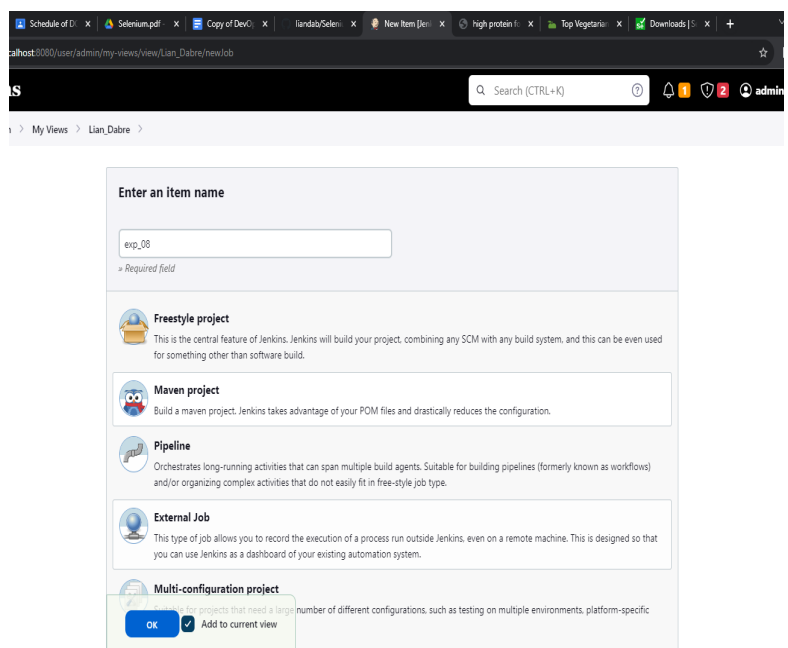 Schedule of DC
Selenium.pdf -
Copy of DevO
liandab/Seleni
New Item [Jen
high protein fo
Top Vegetarian
Downloads | S
calhost:8080/user/admin/my-views/view/Lian_Dabre/newJob
Search (CTRL+K)
1
2
admin
My Views > Lian_Dabre >
Enter an item name
exp_08
» Required field
Freestyle project
This is the central feature of Jenkins. Jenkins will build your project, combining any SCM with any build system, and this can be even used
for something other than software build.
Maven project
Build a maven project. Jenkins takes advantage of your POM files and drastically reduces the configuration.
Pipeline
Orchestrates long-running activities that can span multiple build agents. Suitable for building pipelines (formerly known as workflows)
and/or organizing complex activities that do not easily fit in free-style job type.
External Job
This type of job allows you to record the execution of a process run outside Jenkins, even on a remote machine. This is designed so that
you can use Jenkins as a dashboard of your existing automation system.
Multi-configuration project
Suitable for projects that need a large number of different configurations, such as testing on multiple environments, platform-specific
OK
Add to current view